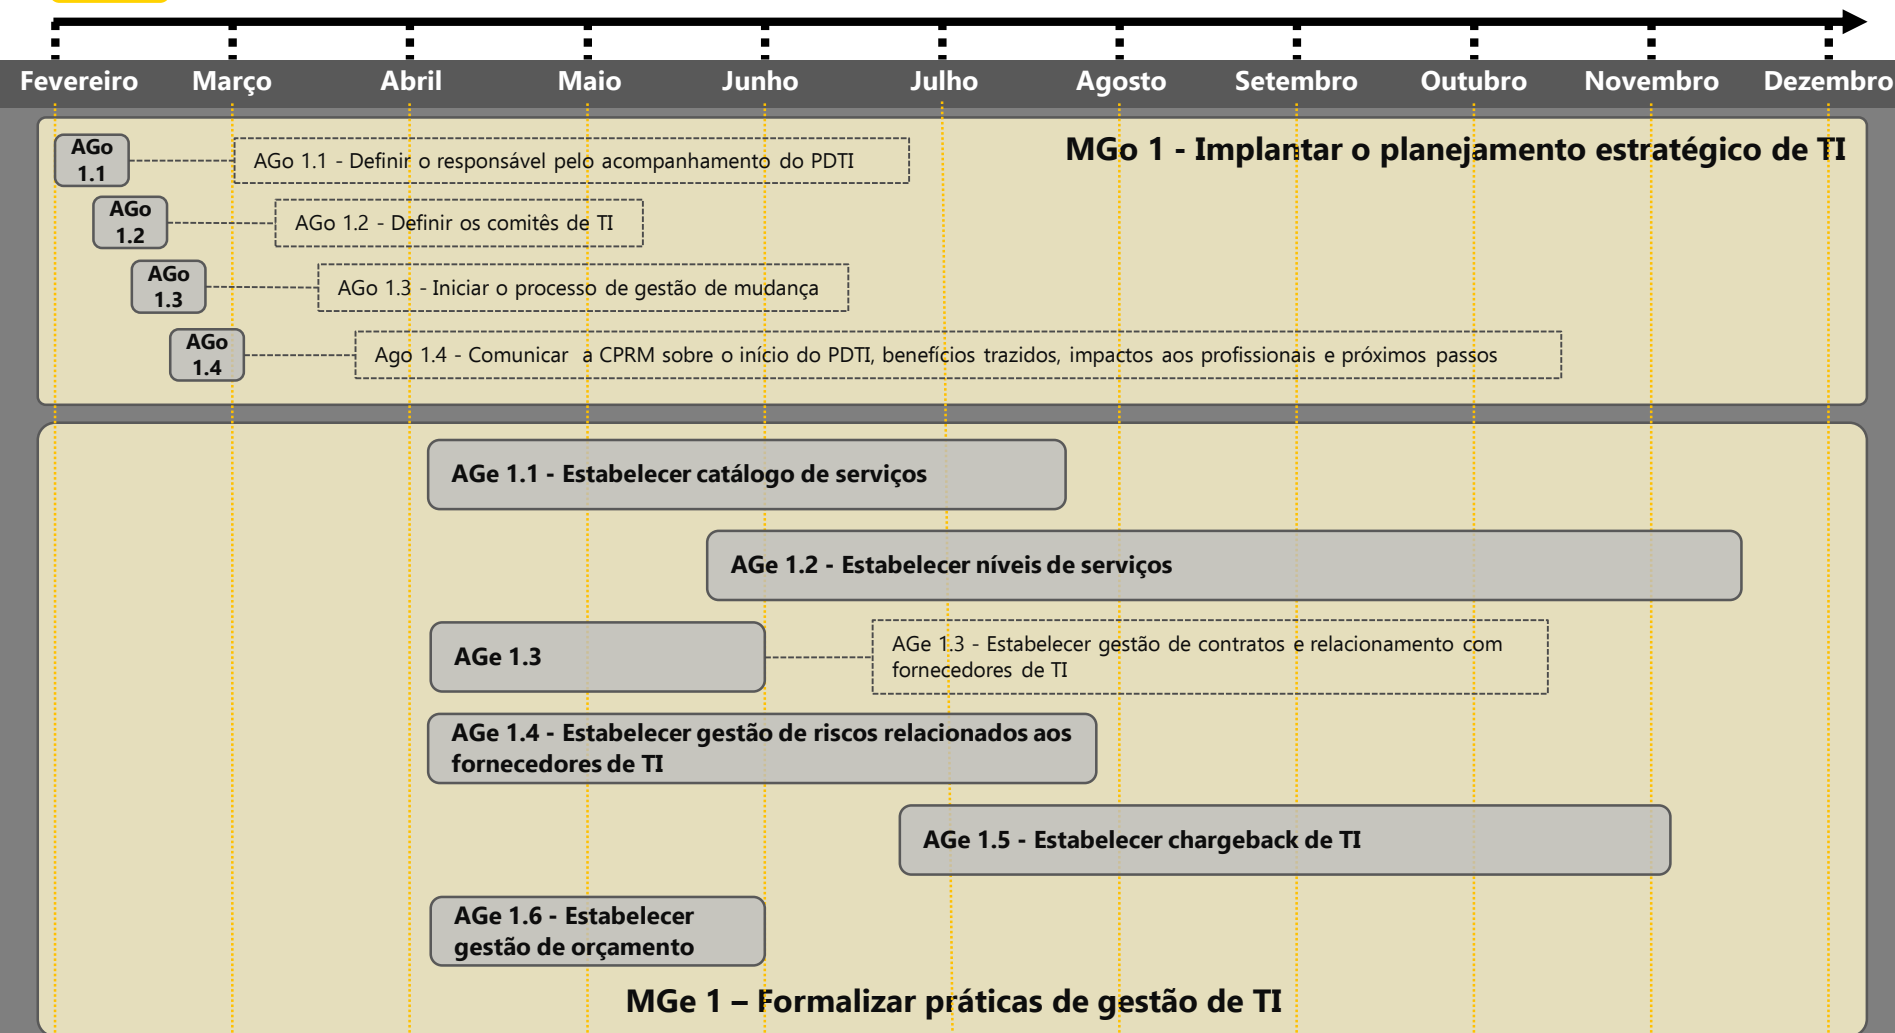 Fevereiro Março Abril Maio Junho Julho Agosto Setembro Outubro Novembro Dezembro
MGo 1 - Implantar o planejamento estratégico de TI
AGo
1.1
AGo 1.1 - Definir o responsável pelo acompanhamento do PDTI
AGo
1.2
AGo 1.2 - Definir os comitês de TI
AGo
1.3
AGo 1.3 - Iniciar o processo de gestão de mudança
AGo
1.4
Ago 1.4 - Comunicar a CPRM sobre o início do PDTI, benefícios trazidos, impactos aos profissionais e próximos passos
AGe 1.1 - Estabelecer catálogo de serviços
AGe 1.2 - Estabelecer níveis de serviços
AGe 1.3
AGe 1.3 - Estabelecer gestão de contratos e relacionamento com
fornecedores de TI
AGe 1.4 - Estabelecer gestão de riscos relacionados aos
fornecedores de TI
AGe 1.5 - Estabelecer chargeback de TI
AGe 1.6 - Estabelecer
gestão de orçamento
MGe 1 – Formalizar práticas de gestão de TI